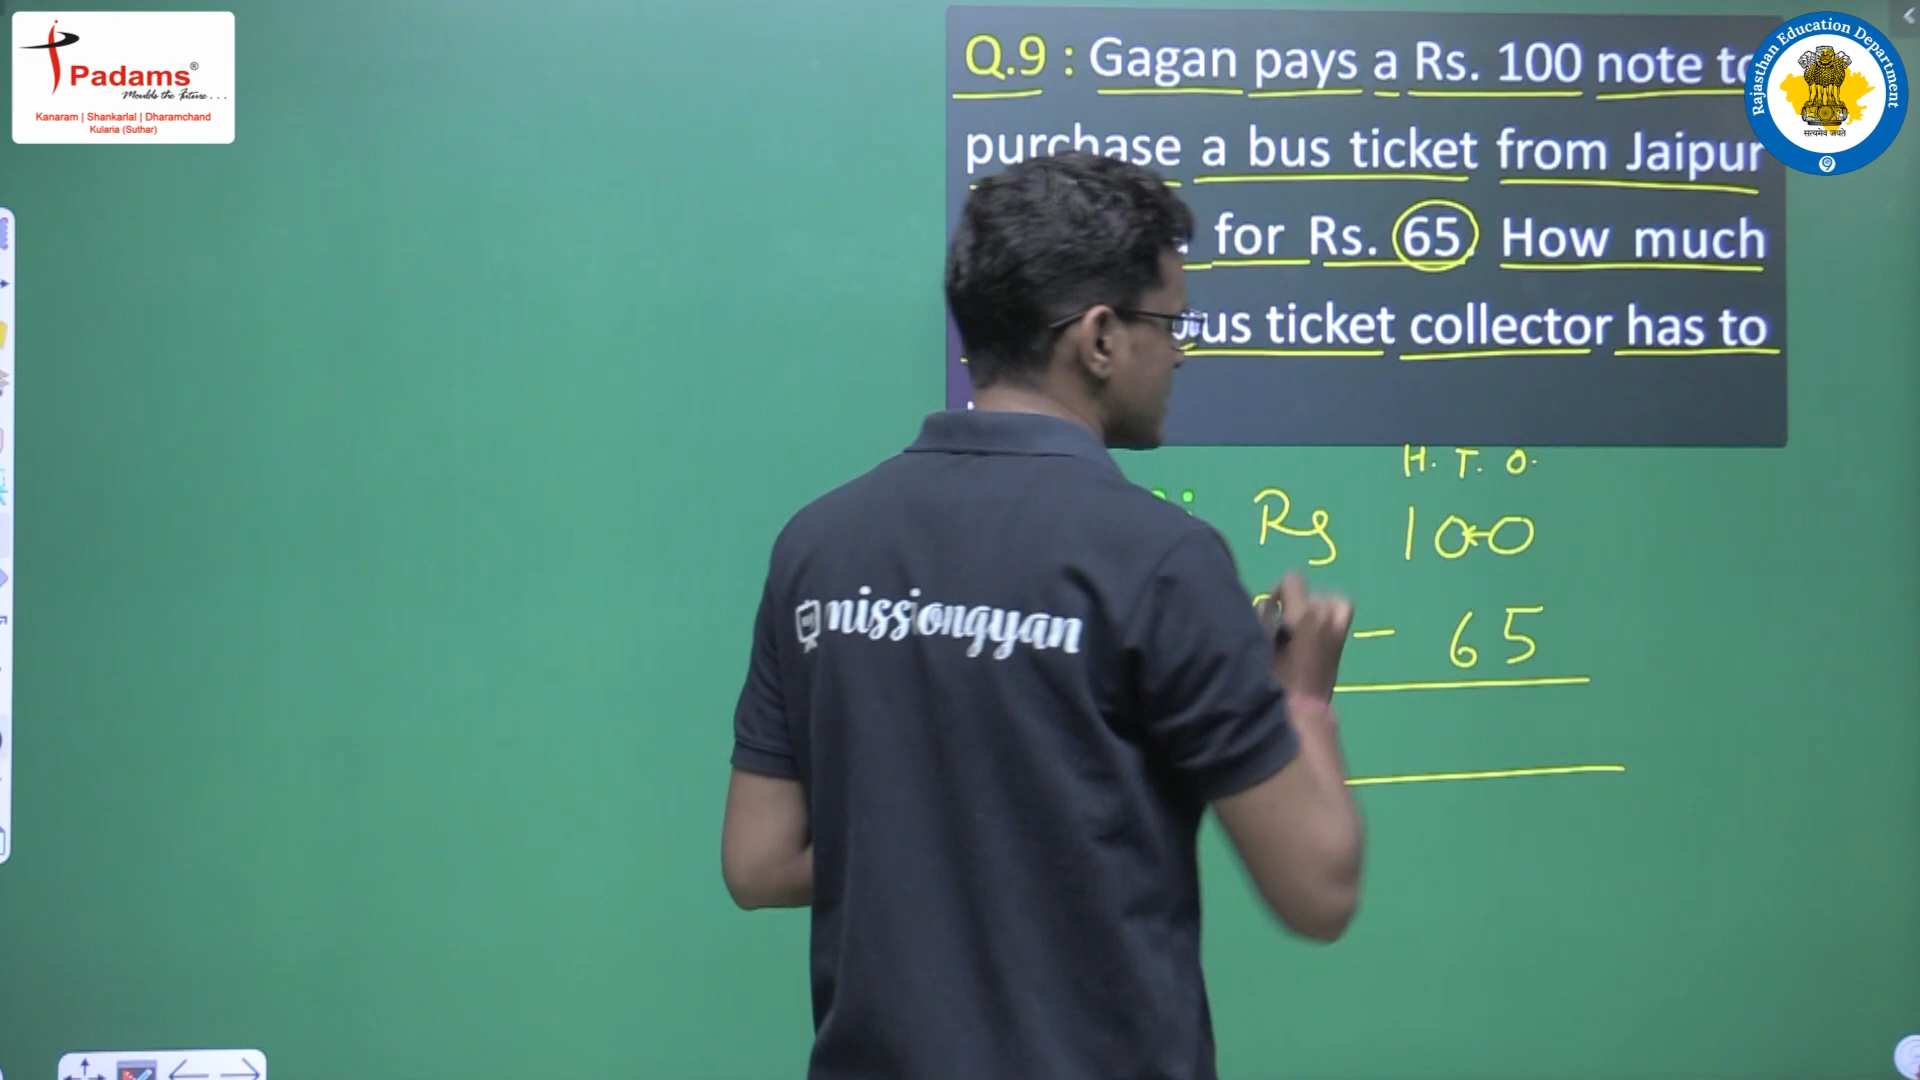 Padams®
Moulds the Future...
Kanaram | Shankarlal | Dharamchand
Kularia (Suthar)
Q.9 : Gagan pays a Rs. 100 note to
purchase a bus ticket from Jaipur
for Rs. 65. How much
bus ticket collector has to
Rajasthan Education Department
सत्यमेव जयते
H. T. O.
Rs 100
- 65
missiongyan